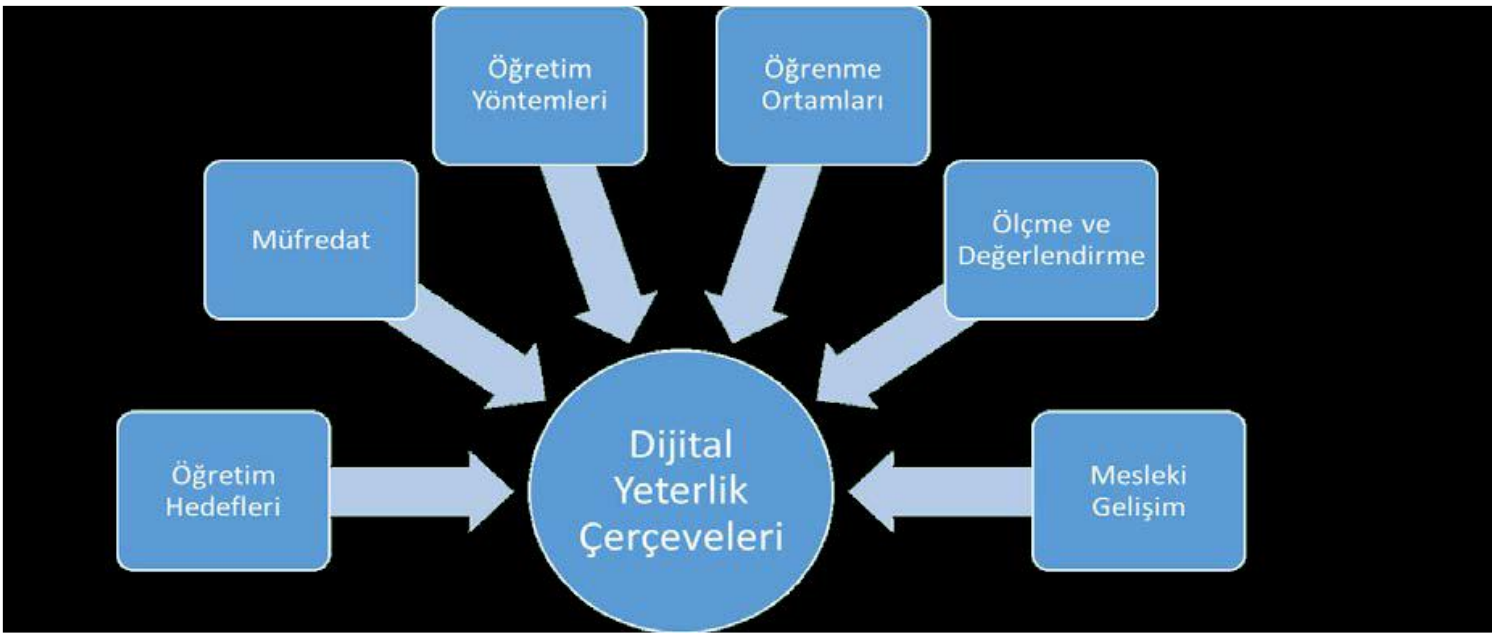 Öğretim
Yöntemleri
Öğrenme
Ortamları
Müfredat
Ölçme ve
Değerlendirme
Öğretim
Hedefleri
Dijital
Yeterlik
Çerçeveleri
Mesleki
Gelişim